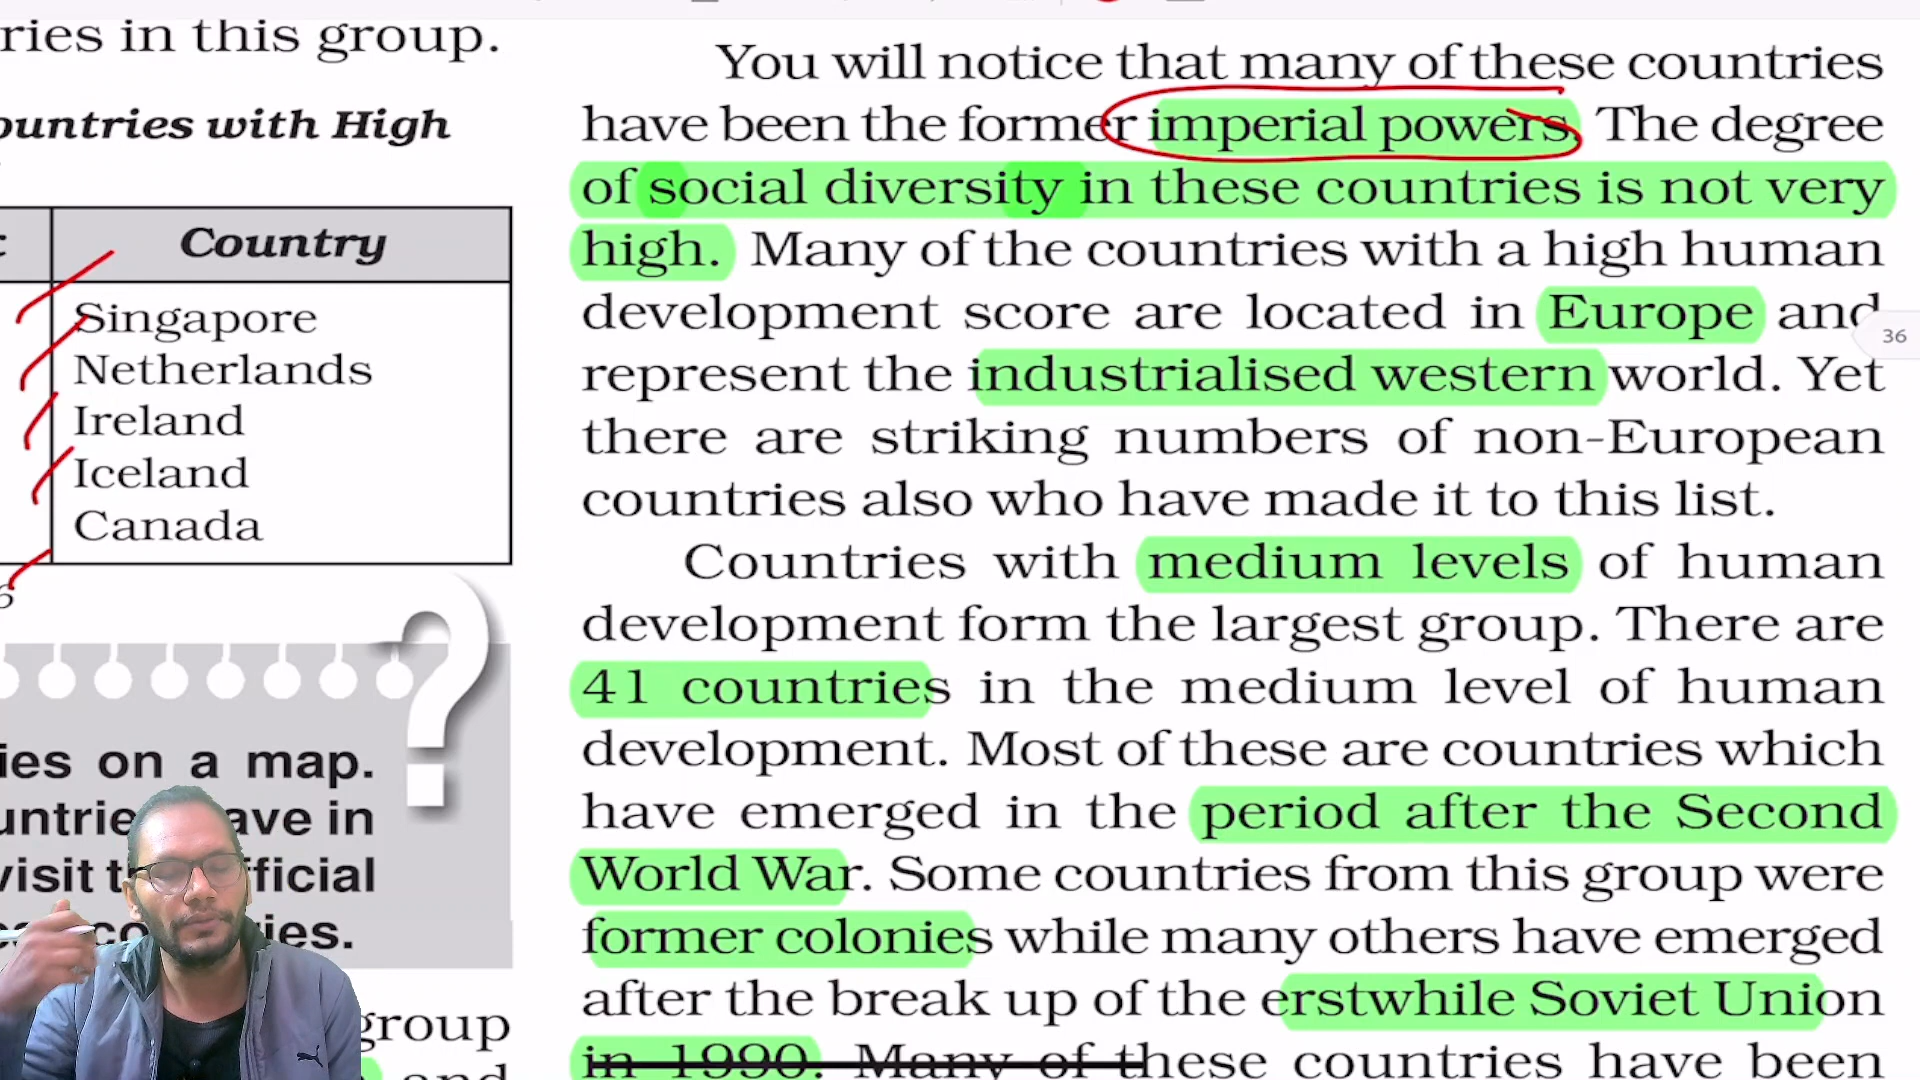 ries in this group.
ountries with High
Country
Singapore
Netherlands
Ireland
Iceland
Canada
ies on a map.
ave in
visit
ficial
ies.
group
and
You will notice that many of these countries
have been the former imperial powers. The degree
of social diversity in these countries is not very
high. Many of the countries with a high human
development score are located in Europe and
represent the industrialised western world. Yet
there are striking numbers of non-European
countries also who have made it to this list.
Countries with medium levels of human
development form the largest group. There are
41 countries in the medium level of human
development. Most of these are countries which
have emerged in the period after the Second
World War. Some countries from this group were
former colonies while many others have emerged
after the break up of the erstwhile Soviet Union
in 1990. Many of these countries have been
36